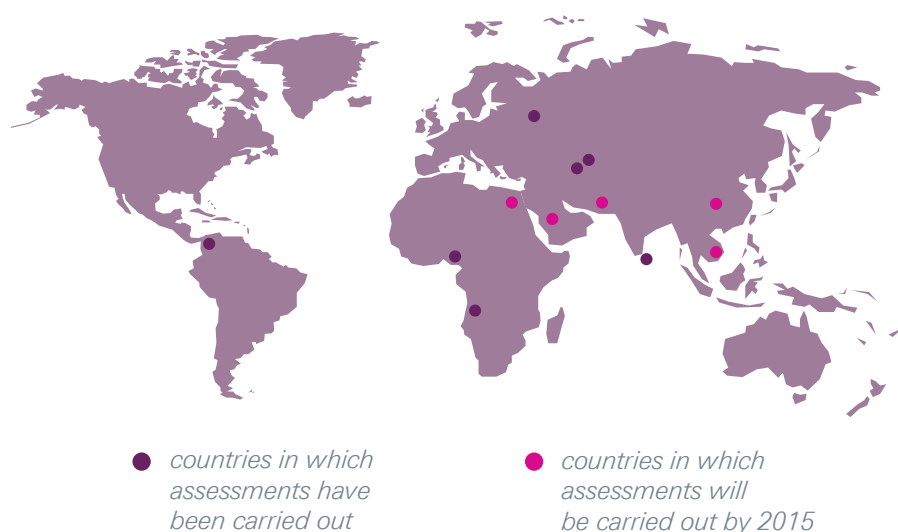 countries in which
assessments have
been carried out
countries in which
assessments will
be carried out by 2015